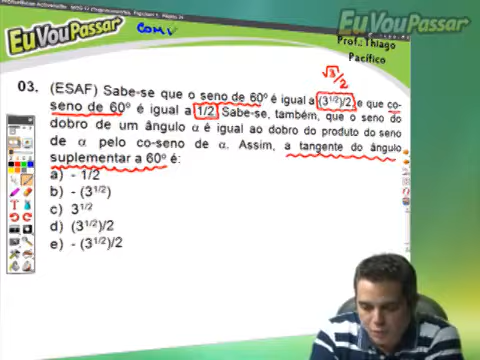 EuVouPassar
EuVouPassar
Prof. Thiago
Pacífico
√3/2
03. (ESAF) Sabe-se que o seno de 60º é igual a (3^1/2)/2 e que co-
seno de 60º é igual a 1/2. Sabe-se, também, que o seno do
dobro de um ângulo α é igual ao dobro do produto do seno
de α pelo co-seno de α. Assim, a tangente do ângulo
suplementar a 60º é:
a) - 1/2
b) - (3^1/2)
c) 3^1/2
d) (3^1/2)/2
e) - (3^1/2)/2